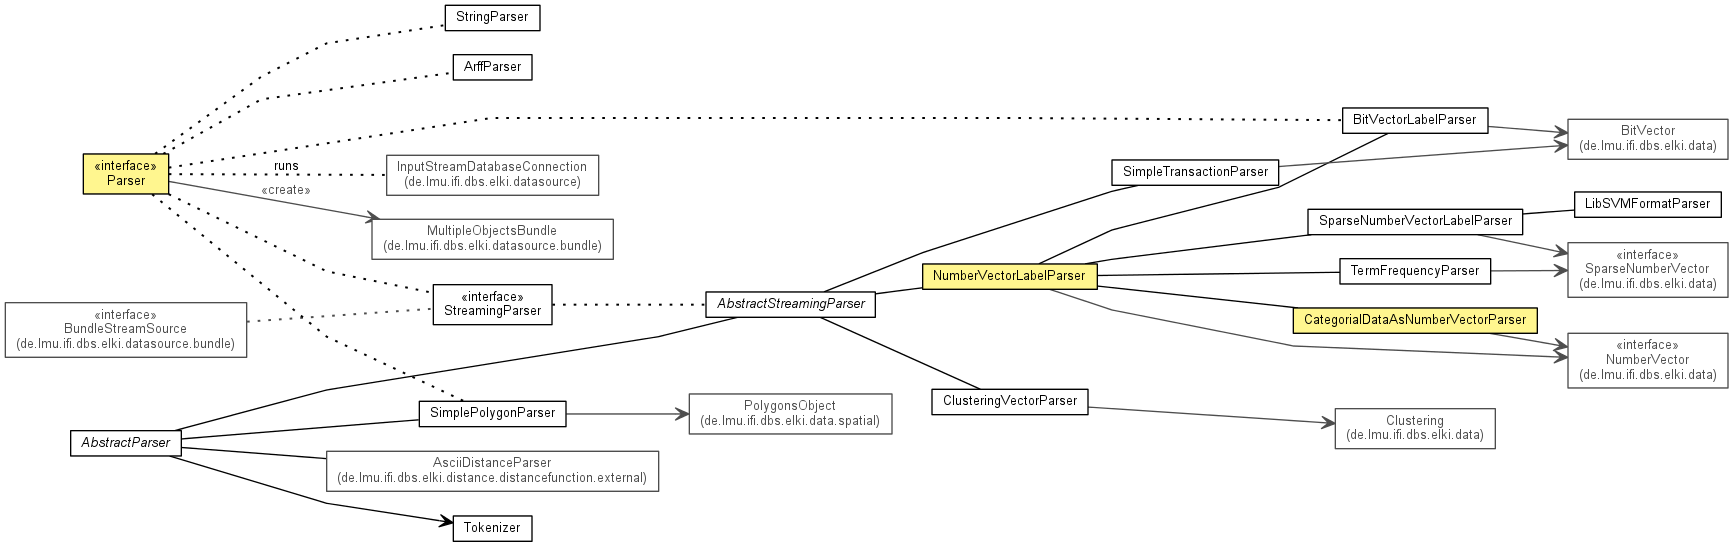 StringParser
ArffParser
BitVectorLabelParser
BitVector
(de.lmu.ifi.dbs.elki.data)
«interface»
Parser
runs
InputStreamDatabaseConnection
(de.lmu.ifi.dbs.elki.datasource)
SimpleTransactionParser
«create»
LibSVMFormatParser
SparseNumberVectorLabelParser
MultipleObjectsBundle
(de.lmu.ifi.dbs.elki.datasource.bundle)
«interface»
SparseNumberVector
(de.lmu.ifi.dbs.elki.data)
NumberVectorLabelParser
TermFrequencyParser
«interface»
StreamingParser
AbstractStreamingParser
«interface»
BundleStreamSource
(de.lmu.ifi.dbs.elki.datasource.bundle)
CategorialDataAsNumberVectorParser
«interface»
NumberVector
(de.lmu.ifi.dbs.elki.data)
ClusteringVectorParser
SimplePolygonParser
PolygonsObject
(de.lmu.ifi.dbs.elki.data.spatial)
Clustering
(de.lmu.ifi.dbs.elki.data)
AbstractParser
AsciiDistanceParser
(de.lmu.ifi.dbs.elki.distance.distancefunction.external)
Tokenizer